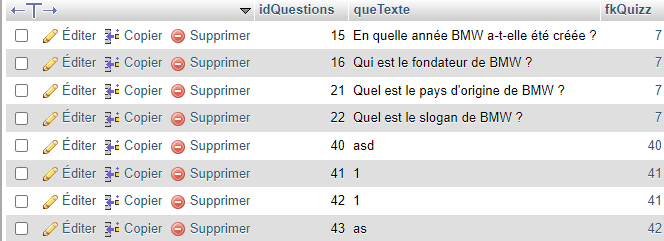 idQuestions queTexte fkQuizz
Éditer Copier Supprimer 15 En quelle année BMW a-t-elle été créée ? 7
Éditer Copier Supprimer 16 Qui est le fondateur de BMW ? 7
Éditer Copier Supprimer 21 Quel est le pays d'origine de BMW ? 7
Éditer Copier Supprimer 22 Quel est le slogan de BMW ? 7
Éditer Copier Supprimer 40 asd 40
Éditer Copier Supprimer 41 1 41
Éditer Copier Supprimer 42 1 41
Éditer Copier Supprimer 43 as 42